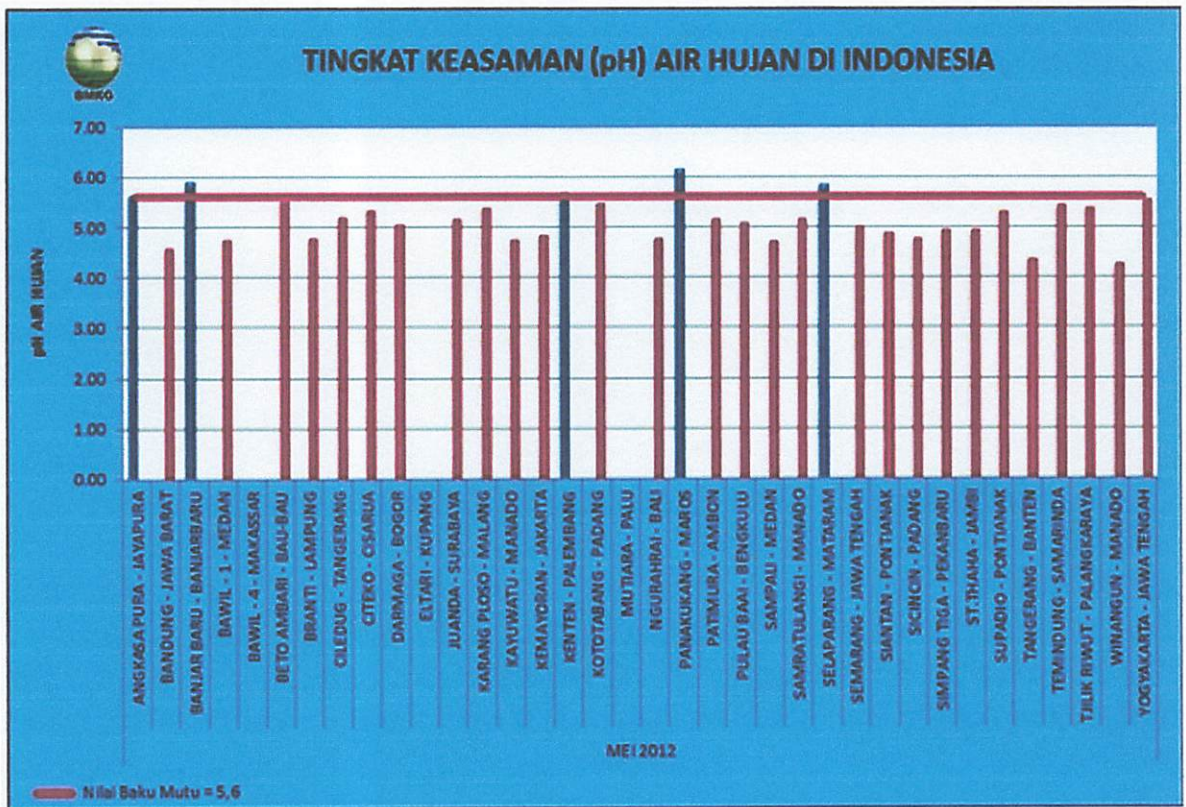 BMKG
TINGKAT KEASAMAN (pH) AIR HUJAN DI INDONESIA
7.00
6.00
5.00
4.00
3.00
2.00
1.00
0.00
pH AIR HUJAN
ANGKASA PURA - JAYAPURA
BANDUNG - JAWA BARAT
BANJAR BARU - BANJARBARU
BAWIL - 1 - MEDAN
BAWIL - 4 - MAKASSAR
BETO AMBARI - BAU-BAU
BRANTI - LAMPUNG
CILEDUG - TANGERANG
CITEKO - CISARUA
DARMAGA - BOGOR
ELTARI - KUPANG
JUANDA - SURABAYA
KARANG PLOSO - MALANG
KAYUWATU - MANADO
KEMAYORAN - JAKARTA
KENTEN - PALEMBANG
KOTOTABANG - PADANG
MUTIARA - PALU
NGURAHRAI - BALI
PANAKUKANG - MAROS
PATIMURA - AMBON
PULAU BAAI - BENGKULU
SAMPALI - MEDAN
SAMRATULANGI - MANADO
SELAPARANG - MATARAM
SEMARANG - JAWA TENGAH
SIANTAN - PONTIANAK
SICINCIN - PADANG
SIMPANG TIGA - PEKANBARU
ST.THAHA - JAMBI
SUPADIO - PONTIANAK
TANGERANG - BANTEN
TEMINDUNG - SAMARINDA
TJILIK RIWUT - PALANGKARAYA
WINANGUN - MANADO
YOGYAKARTA - JAWA TENGAH
MEI 2012
Nilai Baku Mutu = 5,6